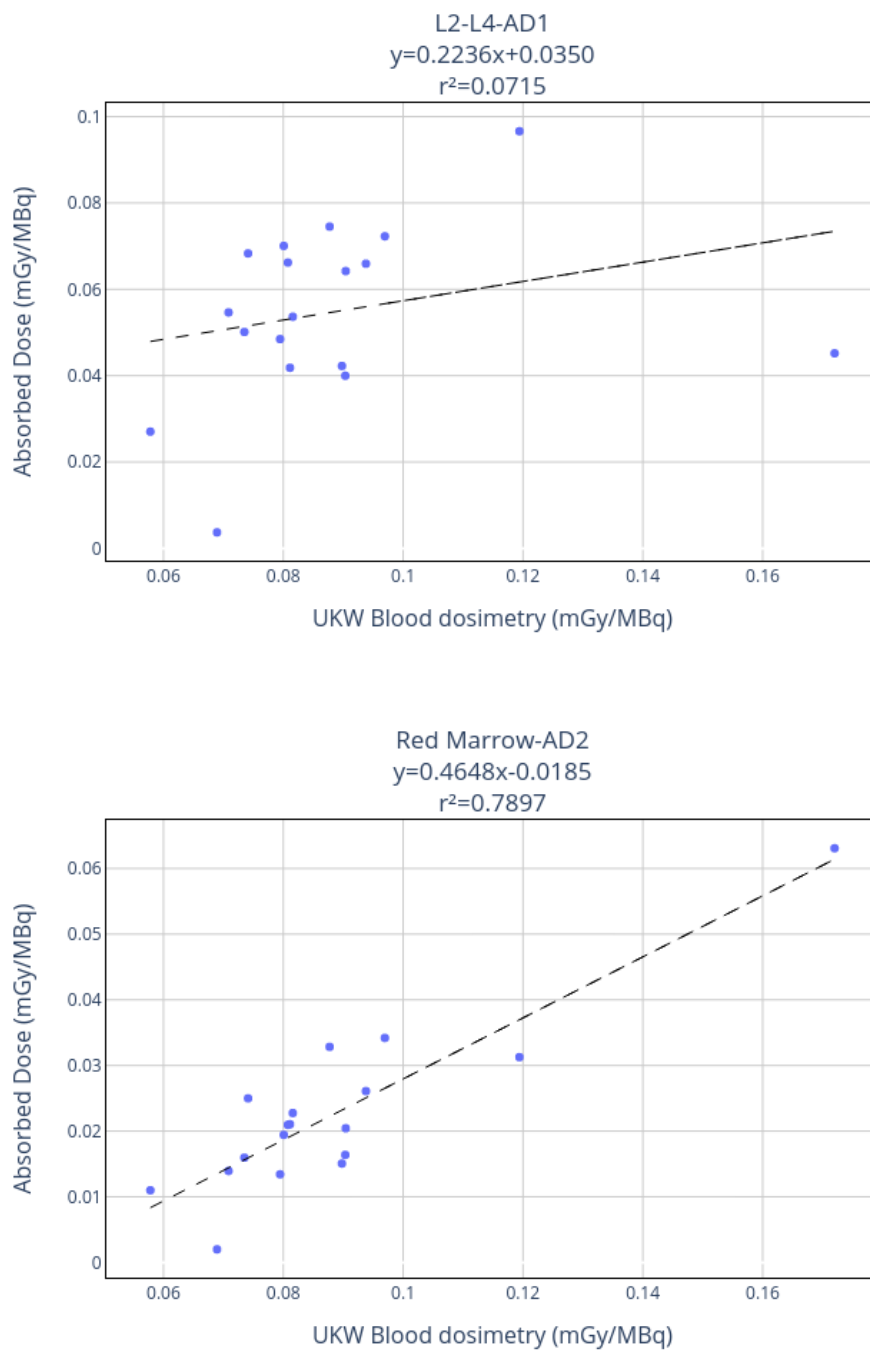 L2-L4-AD1
y=0.2236x+0.0350
r²=0.0715
0.1
0.08
0.06
0.04
0.02
0
Absorbed Dose (mGy/MBq)
0.06 0.08 0.1 0.12 0.14 0.16
UKW Blood dosimetry (mGy/MBq)
Red Marrow-AD2
y=0.4648x-0.0185
r²=0.7897
0.06
0.05
0.04
0.03
0.02
0.01
0
Absorbed Dose (mGy/MBq)
0.06 0.08 0.1 0.12 0.14 0.16
UKW Blood dosimetry (mGy/MBq)